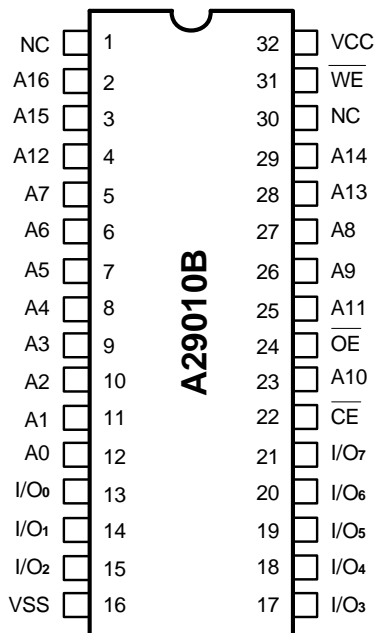 NC 1 32 VCC
A16 2 31 W̅E̅
A15 3 30 NC
A12 4 29 A14
A7 5 28 A13
A6 6 27 A8
A5 7 26 A9
A4 8 25 A11
A3 9 24 O̅E̅
A2 10 23 A10
A1 11 22 C̅E̅
A0 12 21 I/O7
I/O0 13 20 I/O6
I/O1 14 19 I/O5
I/O2 15 18 I/O4
VSS 16 17 I/O3
A29010B